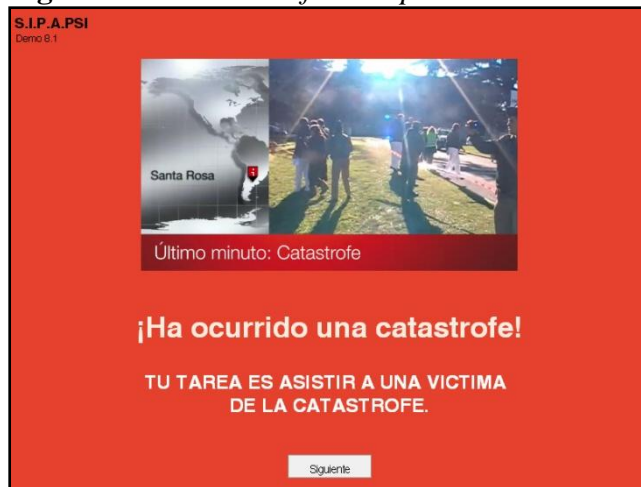 S.I.P.A.PSI
Demo 8.1
Santa Rosa
Último minuto: Catastrofe
¡Ha ocurrido una catastrofe!
TU TAREA ES ASISTIR A UNA VICTIMA
DE LA CATASTROFE.
Siguiente